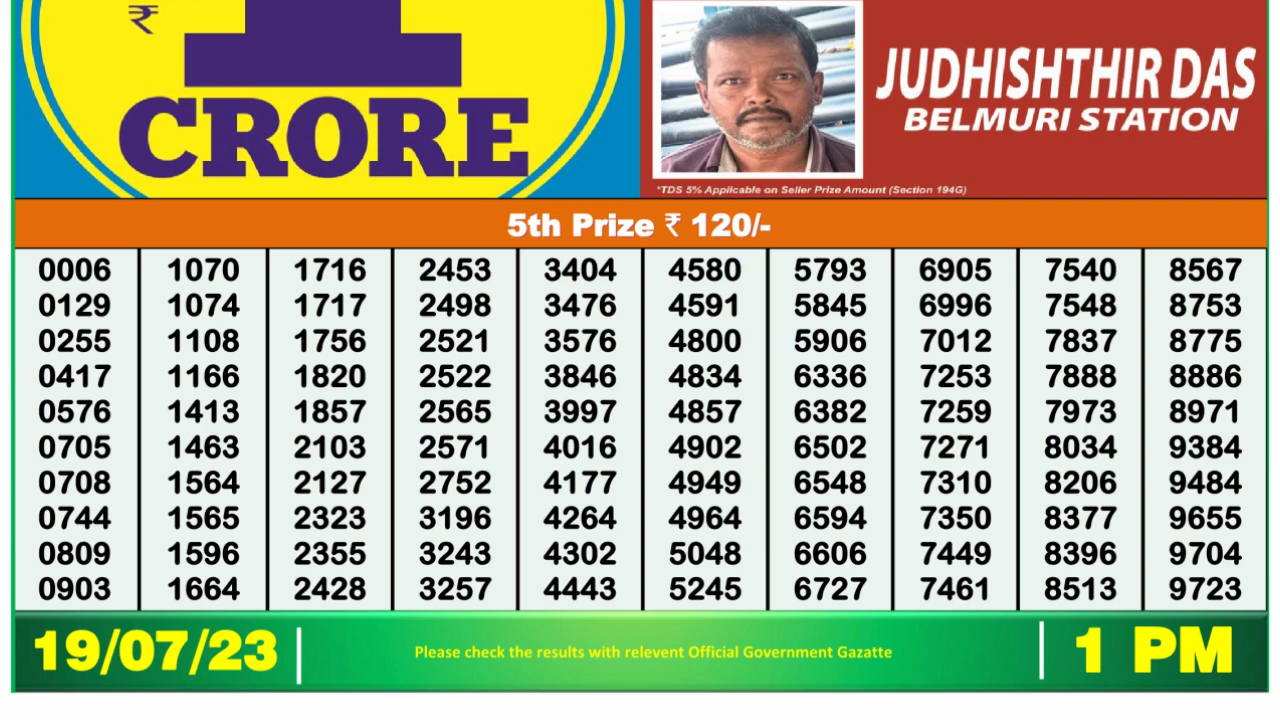 ₹
1
CRORE
JUDHISHTHIR DAS
BELMURI STATION
*TDS 5% Applicable on Seller Prize Amount (Section 194G)
5th Prize ₹ 120/-
0006 1070 1716 2453 3404 4580 5793 6905 7540 8567
0129 1074 1717 2498 3476 4591 5845 6996 7548 8753
0255 1108 1756 2521 3576 4800 5906 7012 7837 8775
0417 1166 1820 2522 3846 4834 6336 7253 7888 8886
0576 1413 1857 2565 3997 4857 6382 7259 7973 8971
0705 1463 2103 2571 4016 4902 6502 7271 8034 9384
0708 1564 2127 2752 4177 4949 6548 7310 8206 9484
0744 1565 2323 3196 4264 4964 6594 7350 8377 9655
0809 1596 2355 3243 4302 5048 6606 7449 8396 9704
0903 1664 2428 3257 4443 5245 6727 7461 8513 9723
19/07/23
Please check the results with relevent Official Government Gazatte
1 PM